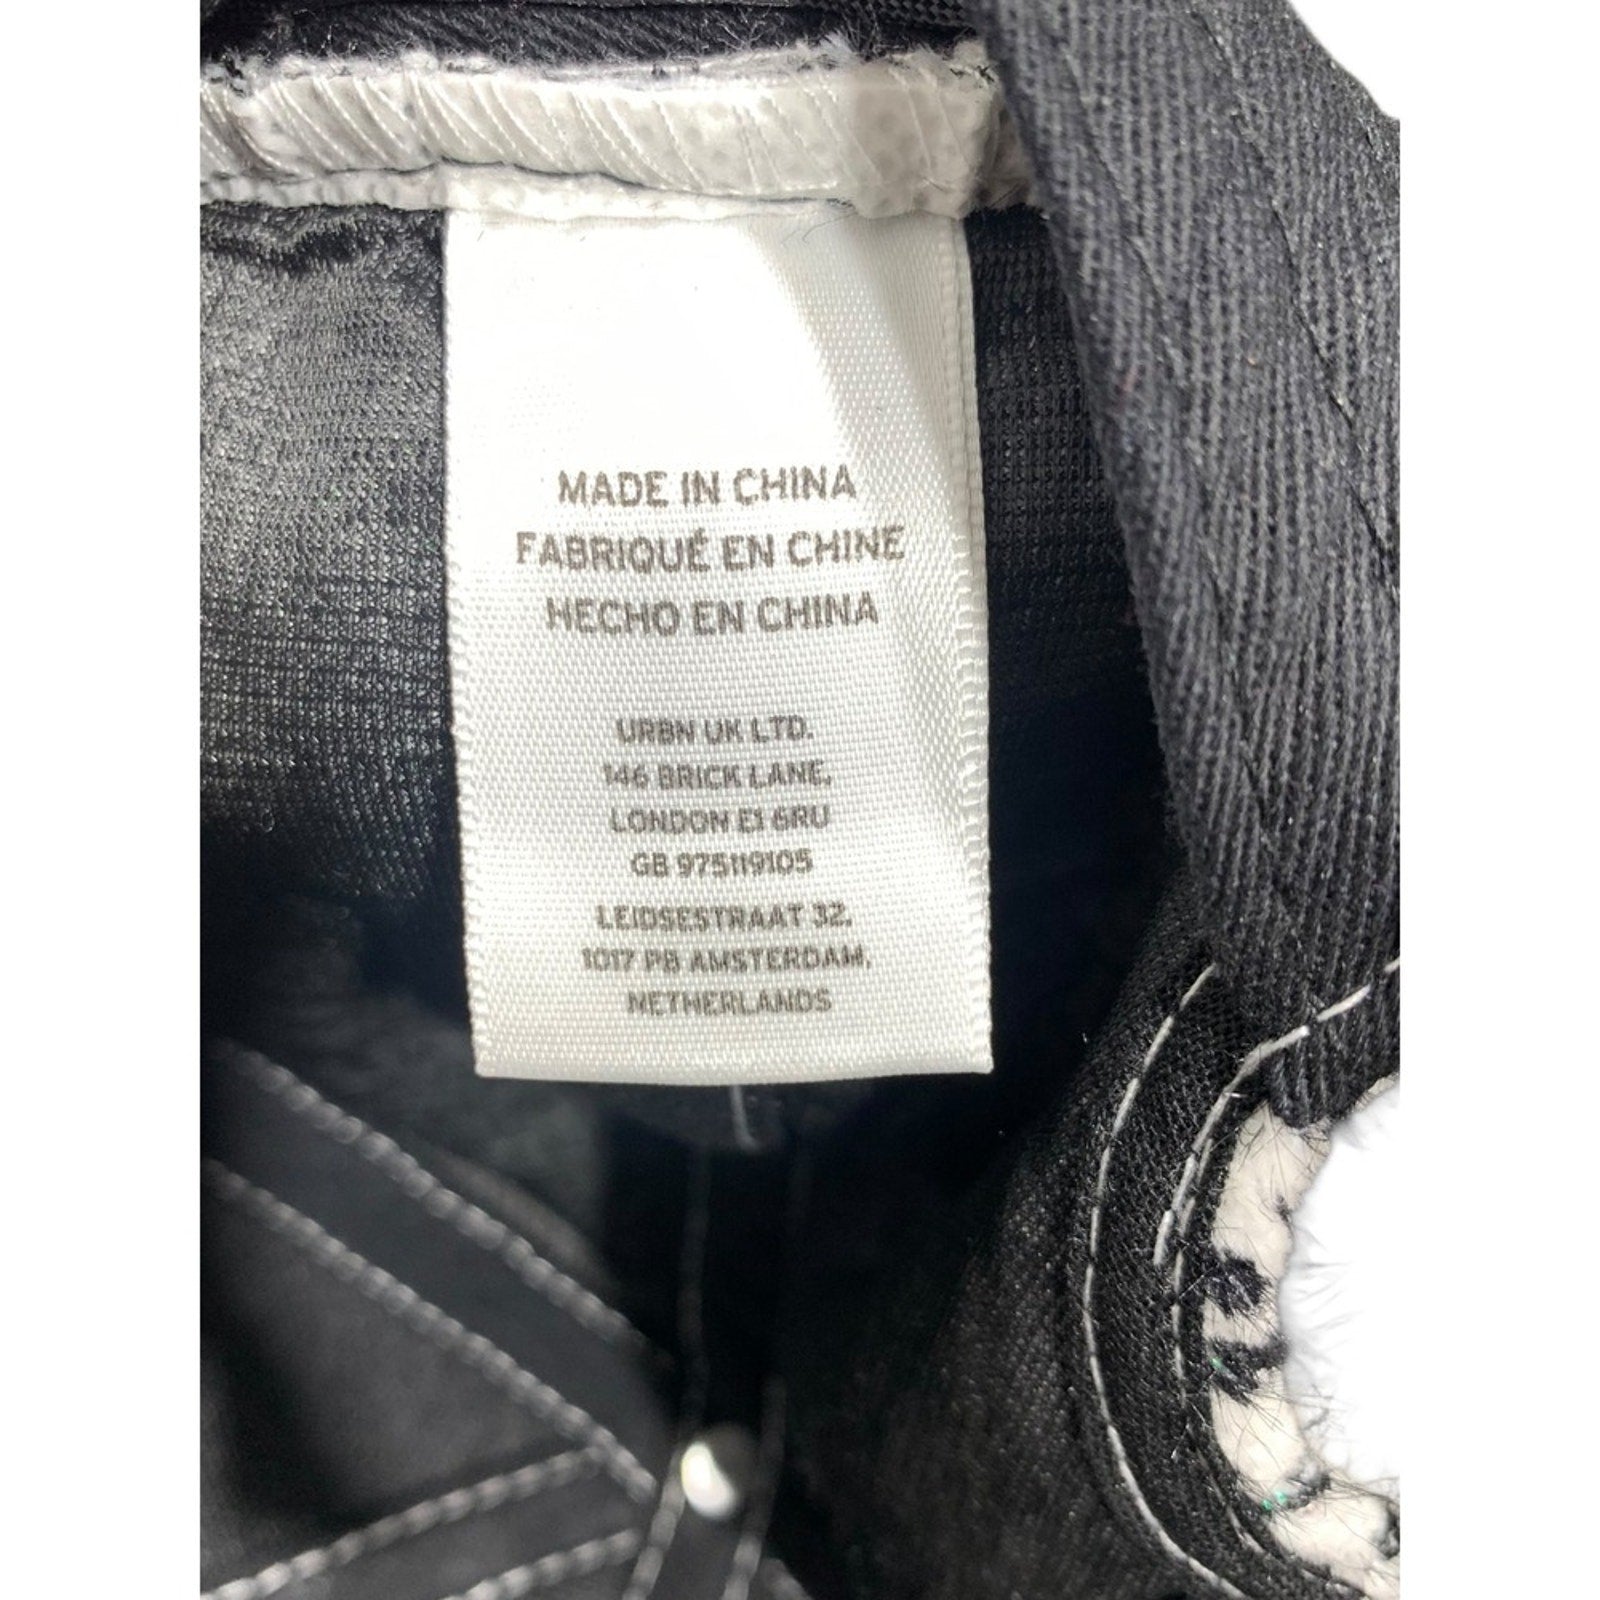 MADE IN CHINA
FABRIQUÉ EN CHINE
HECHO EN CHINA
URBN UK LTD.
146 BRICK LANE,
LONDON E1 6RU
GB 975119105
LEIDSESTRAAT 32,
1017 PB AMSTERDAM,
NETHERLANDS